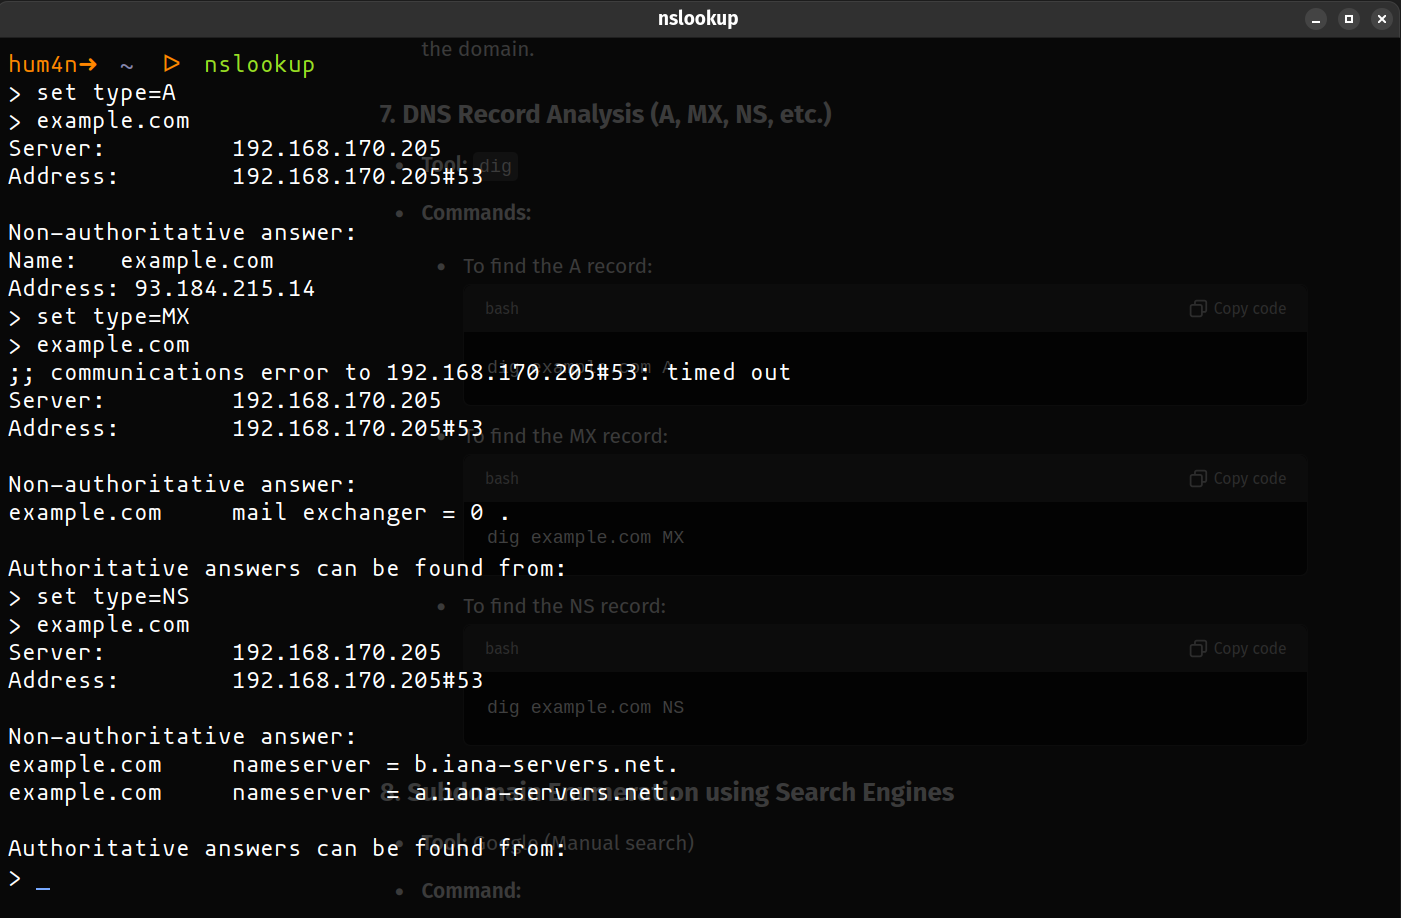 nslookup
hum4n➜ ~ ▷ nslookup
> set type=A
> example.com
Server:		192.168.170.205
Address:	192.168.170.205#53
Non-authoritative answer:
Name:	example.com
Address: 93.184.215.14
> set type=MX
> example.com
;; communications error to 192.168.170.205#53: timed out
Server:		192.168.170.205
Address:	192.168.170.205#53
Non-authoritative answer:
example.com	mail exchanger = 0 .
Authoritative answers can be found from:
> set type=NS
> example.com
Server:		192.168.170.205
Address:	192.168.170.205#53
Non-authoritative answer:
example.com	nameserver = b.iana-servers.net.
example.com	nameserver = a.iana-servers.net.
Authoritative answers can be found from:
> _
the domain.
7. DNS Record Analysis (A, MX, NS, etc.)
• Tool: dig
• Commands:
• To find the A record:
bash Copy code
dig example.com A
• To find the MX record:
bash Copy code
dig example.com MX
• To find the NS record:
bash Copy code
dig example.com NS
8. Subdomain Enumeration using Search Engines
• Tool: Google (Manual search)
• Command: